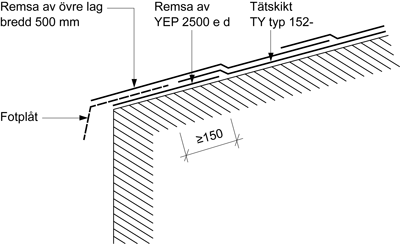 Remsa av övre lag
bredd 500 mm
Remsa av
YEP 2500 e d
Tätskikt
TY typ 152-
Fotplåt
≥150